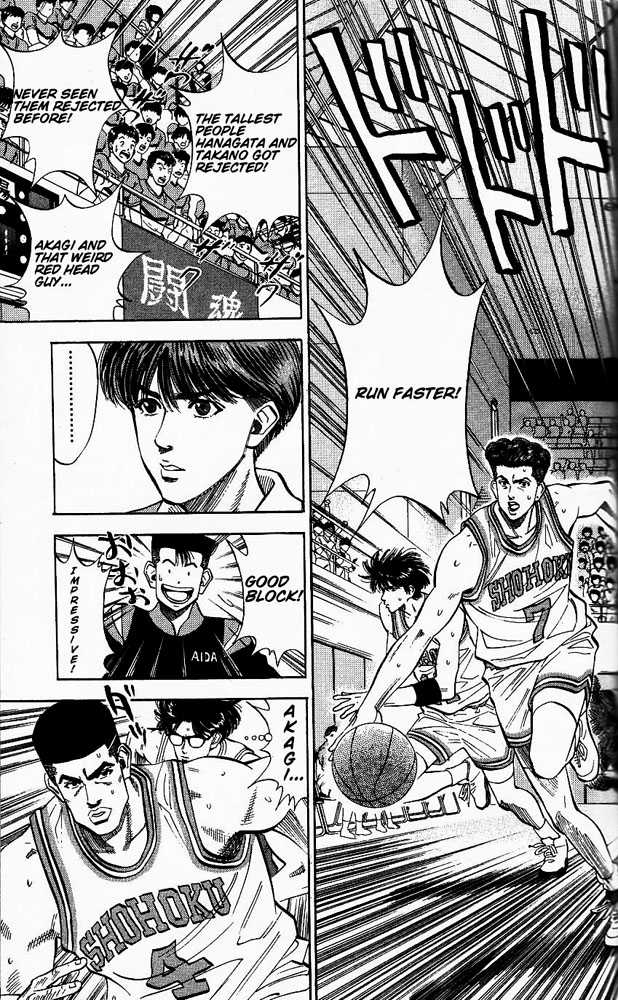 ドドド
RUN FASTER!
SHOHOKU
7
THE TALLEST
PEOPLE
HANAGATA AND
TAKANO GOT
REJECTED!
NEVER SEEN
THEM REJECTED
BEFORE!
AKAGI AND
THAT WEIRD
RED HEAD
GUY...
闘魂
............
GOOD
BLOCK!
おおお
IMPRESSIVE!
AIDA
AKAGI...
....
SHOHOKU
4